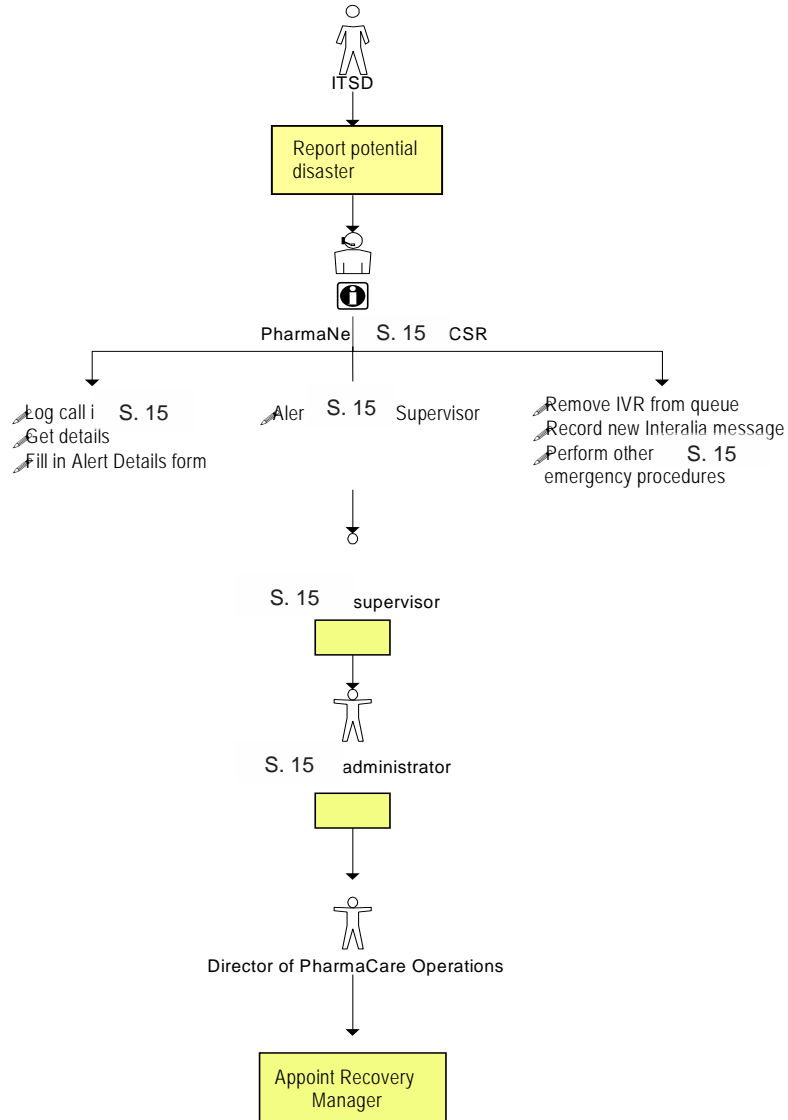 ITSD
Report potential
disaster
PharmaNe S. 15 CSR
Log call i S. 15
Get details
Fill in Alert Details form
Aler S. 15 Supervisor
Remove IVR from queue
Record new Interalia message
Perform other S. 15
emergency procedures
S. 15 supervisor
S. 15 administrator
Director of PharmaCare Operations
Appoint Recovery
Manager